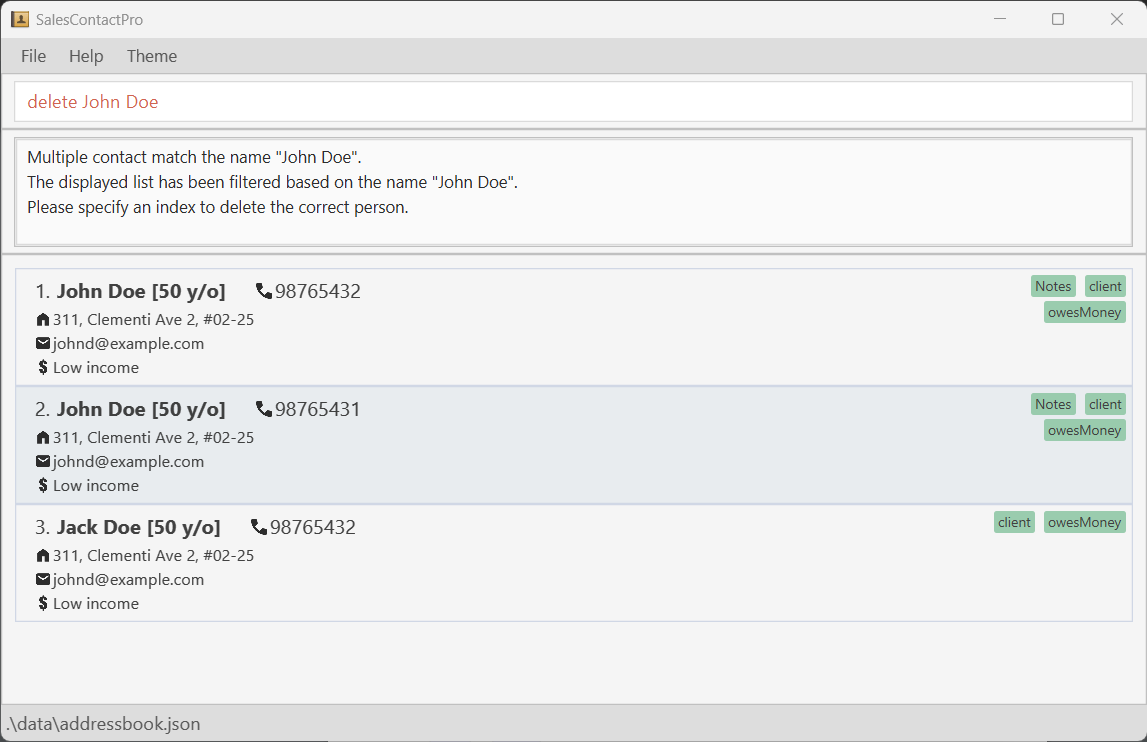 SalesContactPro
File Help Theme
delete John Doe
Multiple contact match the name "John Doe".
The displayed list has been filtered based on the name "John Doe".
Please specify an index to delete the correct person.
1. John Doe [50 y/o] 98765432 Notes client
311, Clementi Ave 2, #02-25 owesMoney
johnd@example.com
$ Low income
2. John Doe [50 y/o] 98765431 Notes client
311, Clementi Ave 2, #02-25 owesMoney
johnd@example.com
$ Low income
3. Jack Doe [50 y/o] 98765432 client owesMoney
311, Clementi Ave 2, #02-25
johnd@example.com
$ Low income
.\data\addressbook.json